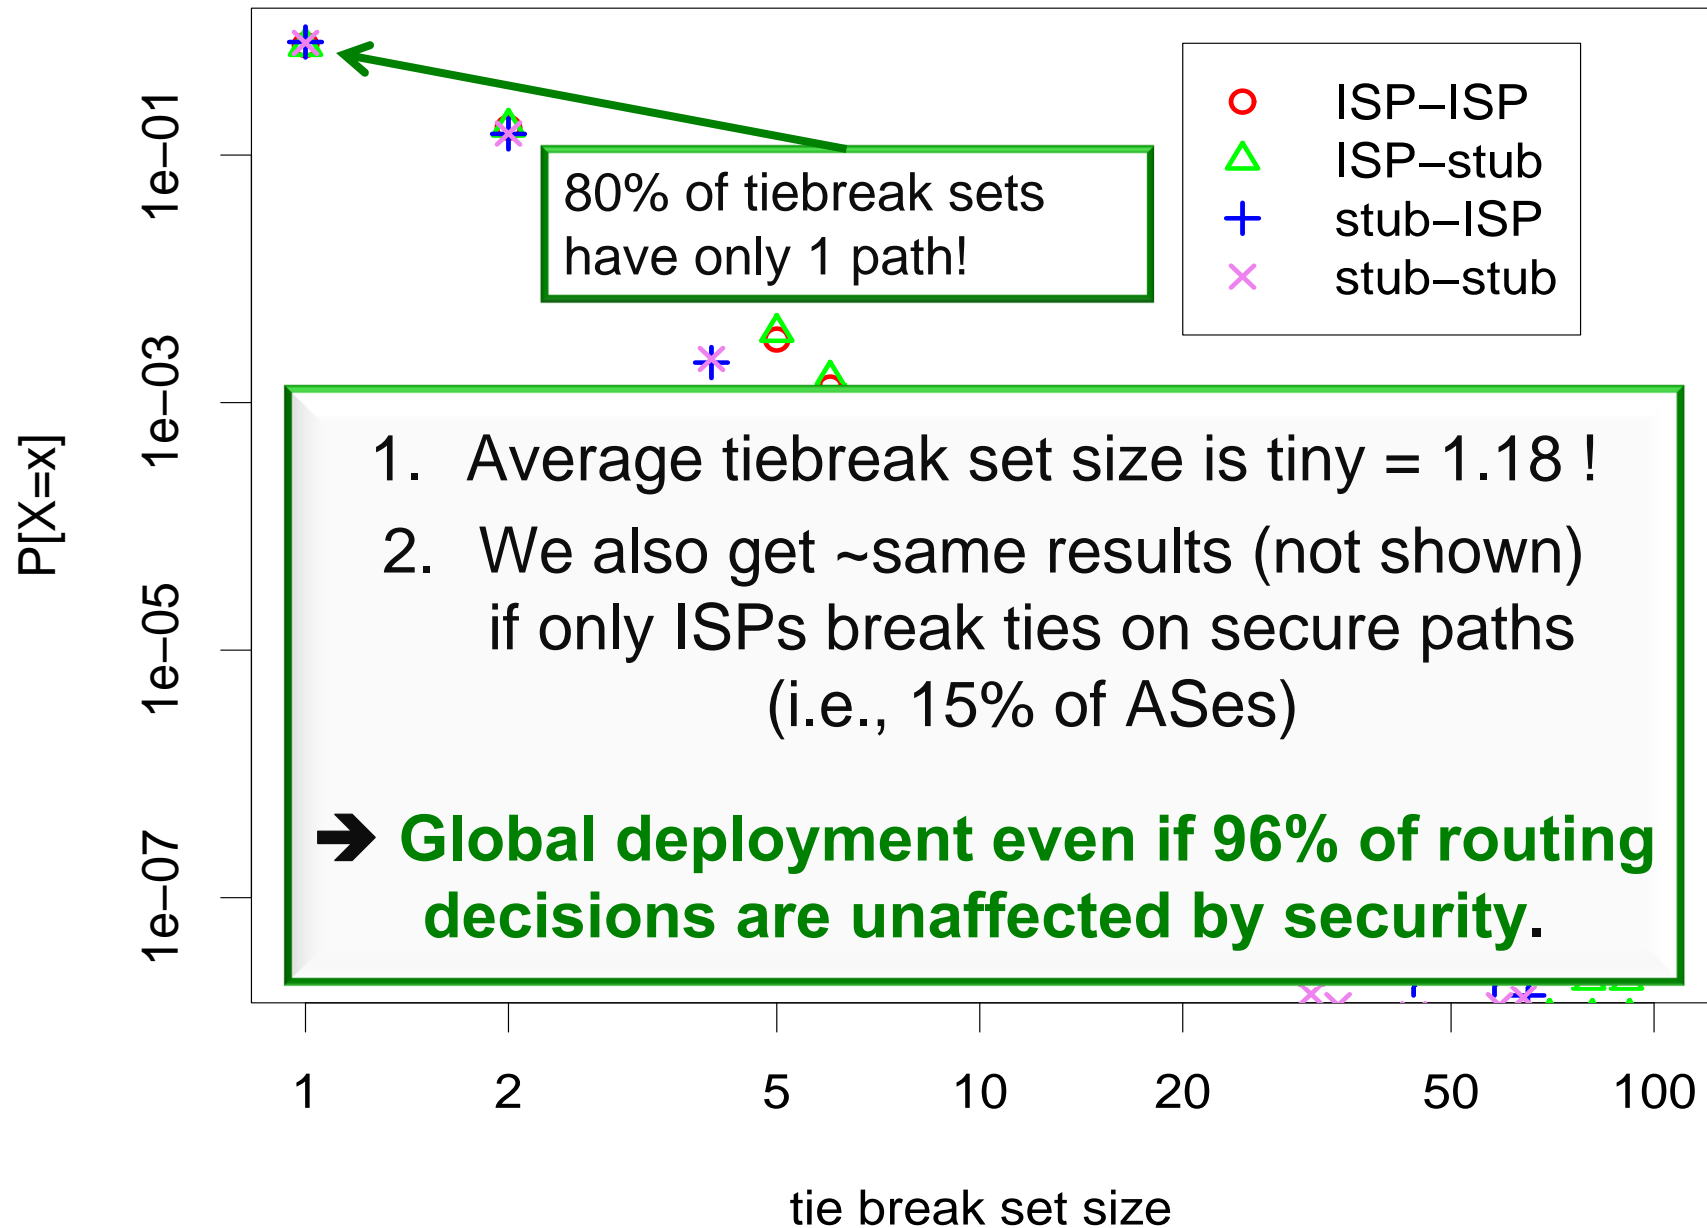 P[X=x]
1e−01
1e−03
1e−05
1e−07
ISP−ISP
ISP−stub
stub−ISP
stub−stub
80% of tiebreak sets
have only 1 path!
1. Average tiebreak set size is tiny = 1.18 !
2. We also get ~same results (not shown)
if only ISPs break ties on secure paths
(i.e., 15% of ASes)
➔ Global deployment even if 96% of routing
decisions are unaffected by security.
1 2 5 10 20 50 100
tie break set size